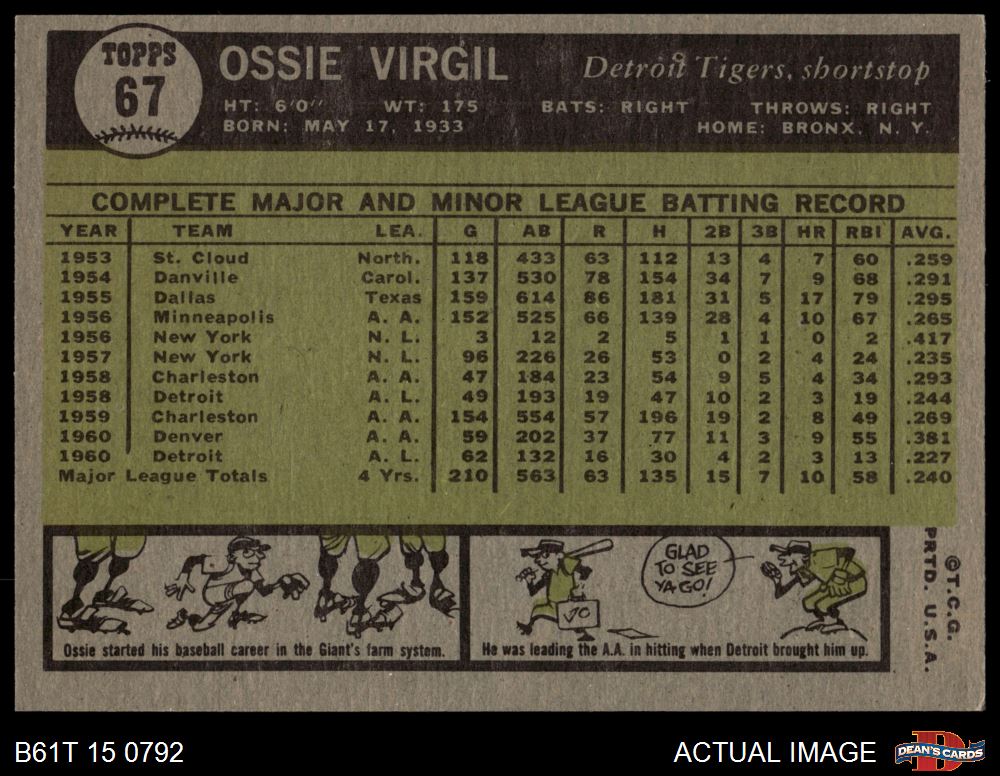 TOPPS
67
OSSIE VIRGIL
Detroit Tigers, shortstop
HT: 6'0" WT: 175 BATS: RIGHT THROWS: RIGHT
BORN: MAY 17, 1933 HOME: BRONX, N. Y.
COMPLETE MAJOR AND MINOR LEAGUE BATTING RECORD
YEAR TEAM LEA. G AB R H 2B 3B HR RBI AVG.
1953 St. Cloud North. 118 433 63 112 13 4 7 60 .259
1954 Danville Carol. 137 530 78 154 34 7 9 68 .291
1955 Dallas Texas 159 614 86 181 31 5 17 79 .295
1956 Minneapolis A. A. 152 525 66 139 28 4 10 67 .265
1956 New York N. L. 3 12 2 5 1 1 0 2 .417
1957 New York N. L. 96 226 26 53 0 2 4 24 .235
1958 Charleston A. A. 47 184 23 54 9 5 4 34 .293
1958 Detroit A. L. 49 193 19 47 10 2 3 19 .244
1959 Charleston A. A. 154 554 57 196 19 2 8 49 .269
1960 Denver A. A. 59 202 37 77 11 3 9 55 .381
1960 Detroit A. L. 62 132 16 30 4 2 3 13 .227
Major League Totals 4 Yrs. 210 563 63 135 15 7 10 58 .240
GLAD
TO SEE
YA GO!
Ossie started his baseball career in the Giant's farm system.
He was leading the A.A. in hitting when Detroit brought him up.
©T.C.G.
PRTD. U.S.A.
B61T 15 0792
ACTUAL IMAGE
DEAN'S CARDS